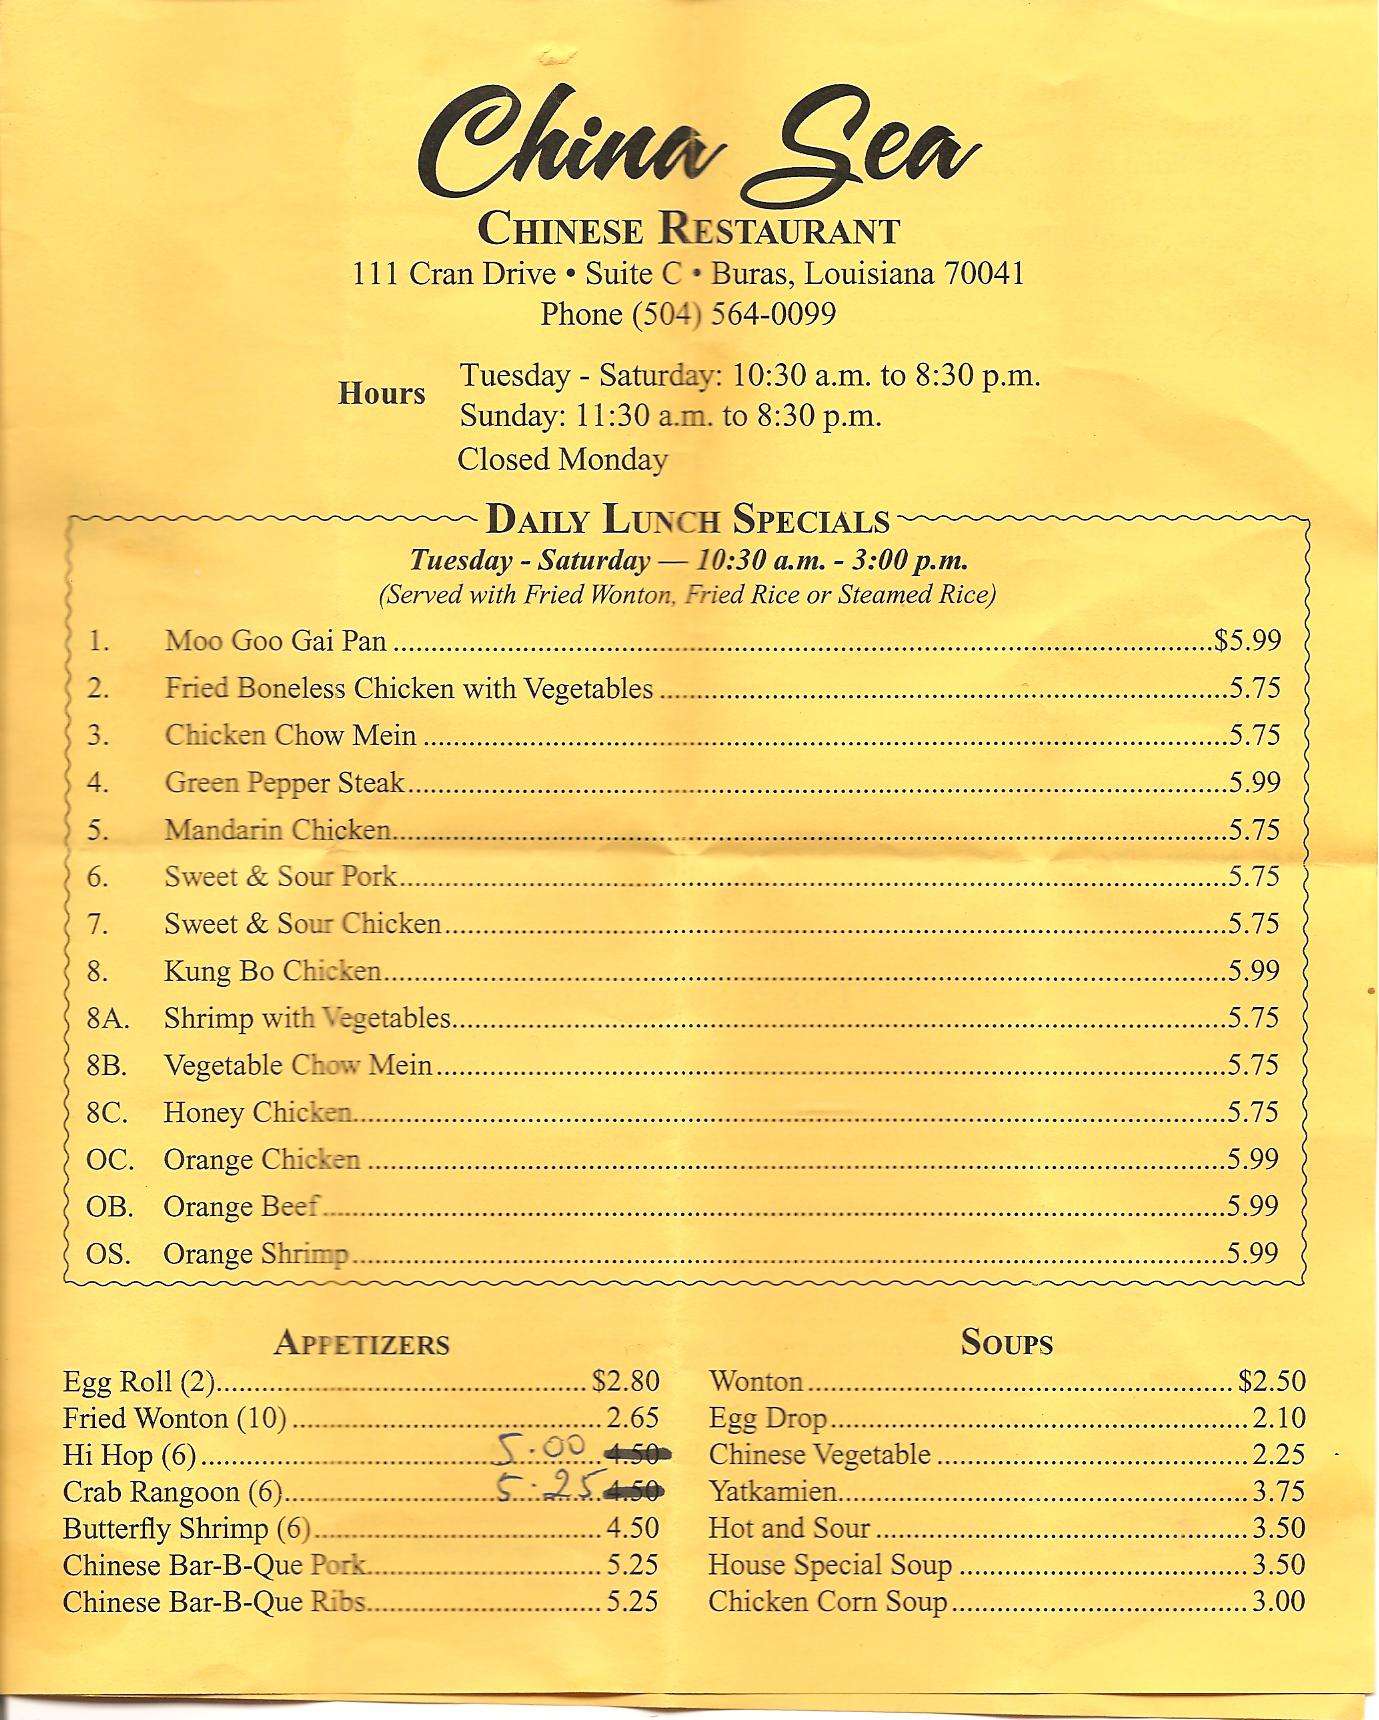 China Sea
CHINESE RESTAURANT
111 Cran Drive • Suite C • Buras, Louisiana 70041
Phone (504) 564-0099
Hours
Tuesday - Saturday: 10:30 a.m. to 8:30 p.m.
Sunday: 11:30 a.m. to 8:30 p.m.
Closed Monday
DAILY LUNCH SPECIALS
Tuesday - Saturday — 10:30 a.m. - 3:00 p.m.
(Served with Fried Wonton, Fried Rice or Steamed Rice)
1. Moo Goo Gai Pan $5.99
2. Fried Boneless Chicken with Vegetables 5.75
3. Chicken Chow Mein 5.75
4. Green Pepper Steak 5.99
5. Mandarin Chicken 5.75
6. Sweet & Sour Pork 5.75
7. Sweet & Sour Chicken 5.75
8. Kung Bo Chicken 5.99
8A. Shrimp with Vegetables 5.75
8B. Vegetable Chow Mein 5.75
8C. Honey Chicken 5.75
OC. Orange Chicken 5.99
OB. Orange Beef 5.99
OS. Orange Shrimp 5.99
APPETIZERS
Egg Roll (2) $2.80
Fried Wonton (10) 2.65
Hi Hop (6) 5.00 4.50
Crab Rangoon (6) 5.25 4.50
Butterfly Shrimp (6) 4.50
Chinese Bar-B-Que Pork 5.25
Chinese Bar-B-Que Ribs 5.25
SOUPS
Wonton $2.50
Egg Drop 2.10
Chinese Vegetable 2.25
Yatkamien 3.75
Hot and Sour 3.50
House Special Soup 3.50
Chicken Corn Soup 3.00